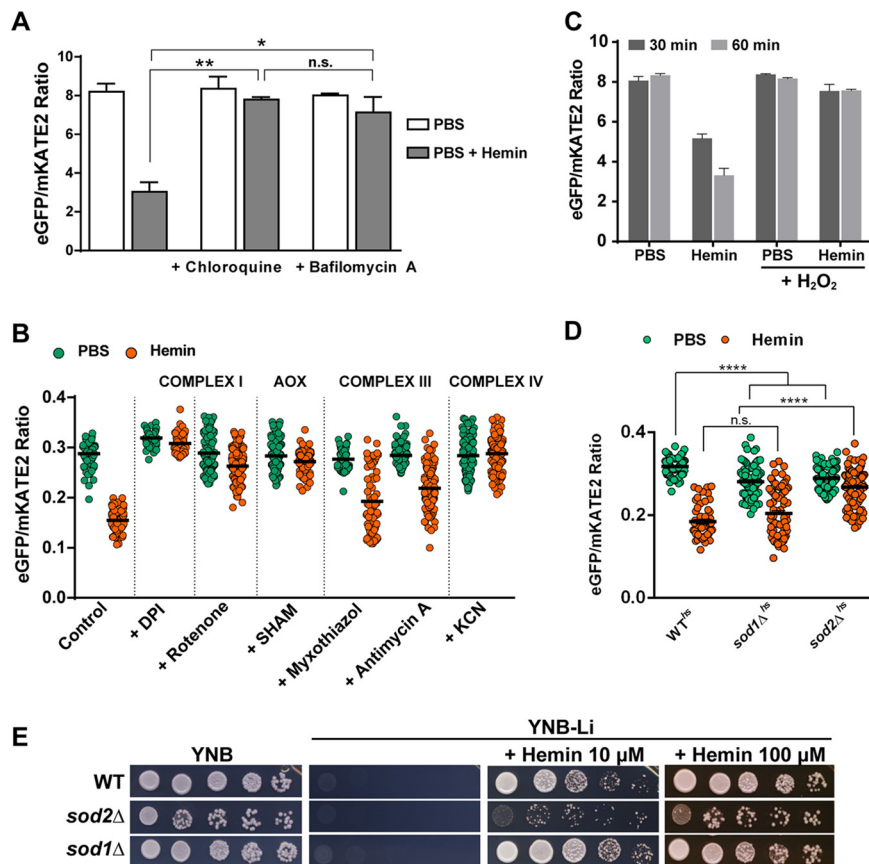 A
* 
** n.s.
eGFP/mKATE2 Ratio
10
8
6
4
2
0
+ Chloroquine + Bafilomycin A
PBS
PBS + Hemin
C
30 min 60 min
eGFP/mKATE2 Ratio
10
8
6
4
2
0
PBS Hemin PBS Hemin
+ H₂O₂
B
PBS Hemin
COMPLEX I AOX COMPLEX III COMPLEX IV
eGFP/mKATE2 Ratio
0.4
0.3
0.2
0.1
0.0
Control + DPI + Rotenone + SHAM + Myxothiazol + Antimycin A + KCN
D
PBS Hemin
****
****
n.s.
eGFP/mKATE2 Ratio
0.4
0.2
0.0
WT^hs sod1Δ^hs sod2Δ^hs
E
YNB-Li
YNB + Hemin 10 μM + Hemin 100 μM
WT
sod2Δ
sod1Δ